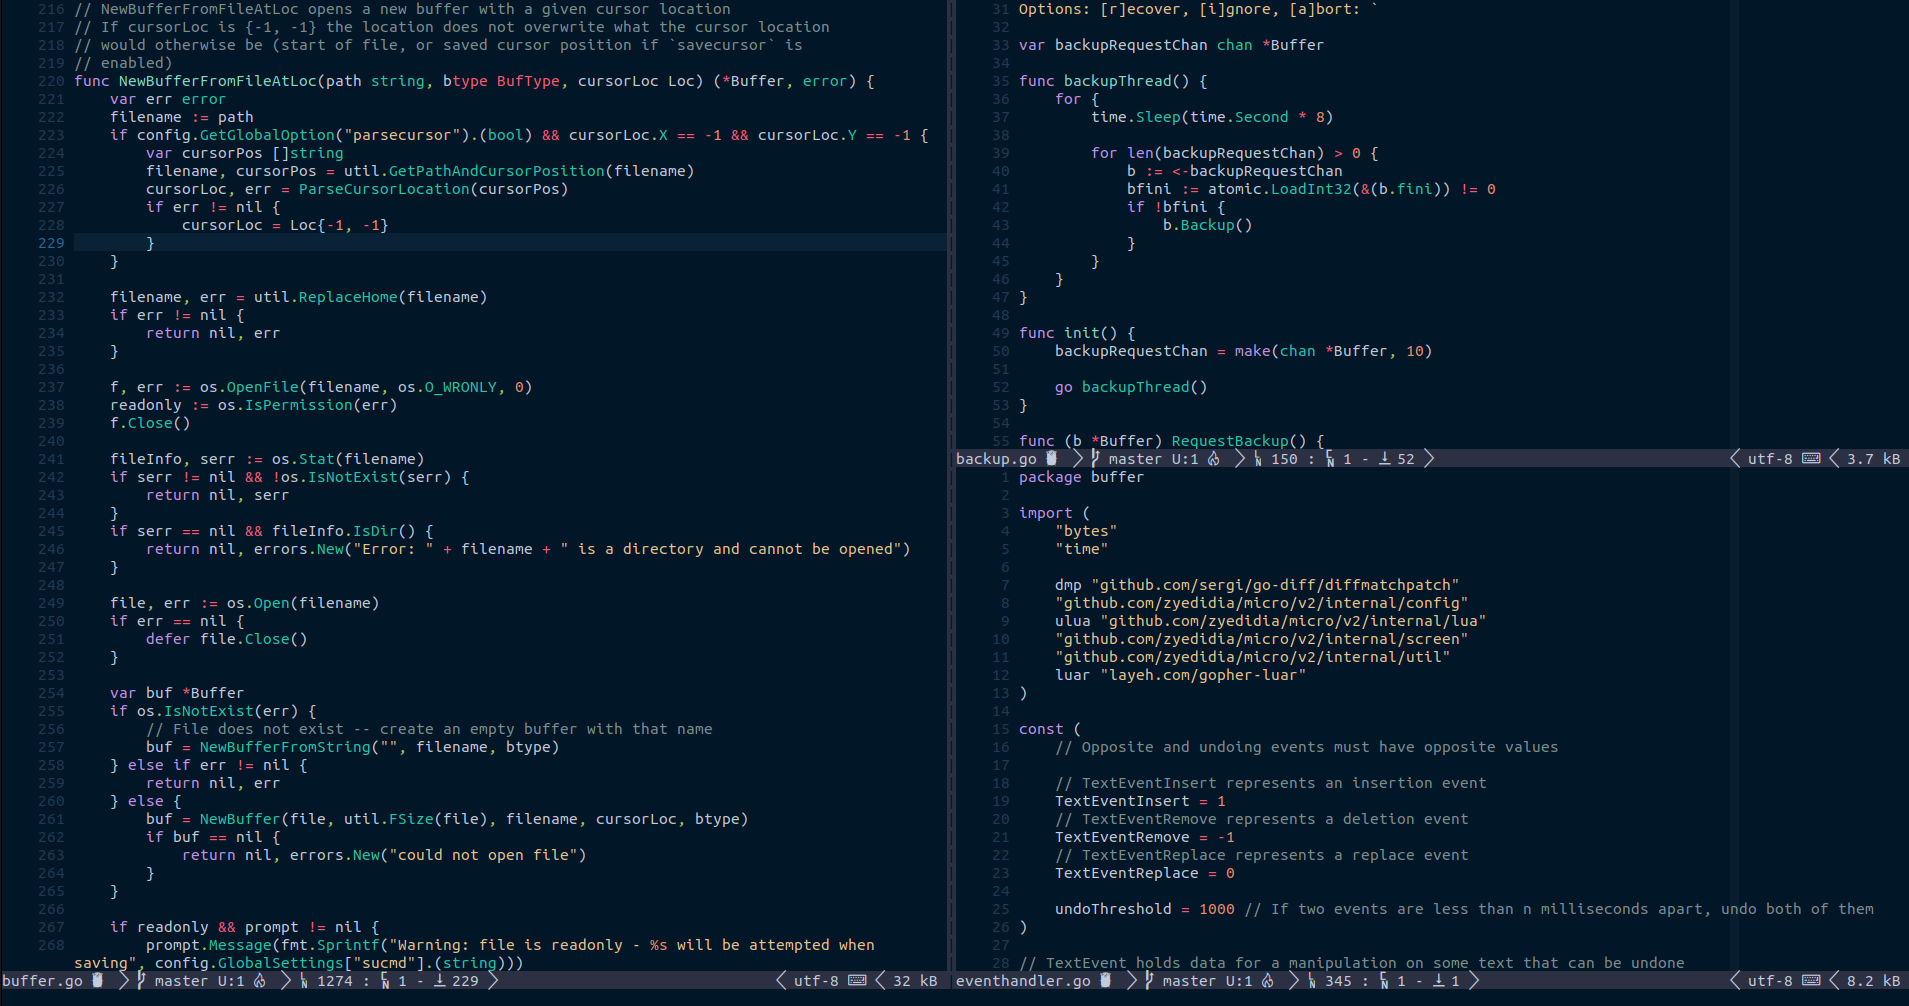 216 // NewBufferFromFileAtLoc opens a new buffer with a given cursor location
217 // If cursorLoc is {-1, -1} the location does not overwrite what the cursor location
218 // would otherwise be (start of file, or saved cursor position if `savecursor` is
219 // enabled)
220 func NewBufferFromFileAtLoc(path string, btype BufType, cursorLoc Loc) (*Buffer, error) {
221     var err error
222     filename := path
223     if config.GetGlobalOption("parsecursor").(bool) && cursorLoc.X == -1 && cursorLoc.Y == -1 {
224         var cursorPos []string
225         filename, cursorPos = util.GetPathAndCursorPosition(filename)
226         cursorLoc, err = ParseCursorLocation(cursorPos)
227         if err != nil {
228             cursorLoc = Loc{-1, -1}
229         }
230     }
231
232     filename, err = util.ReplaceHome(filename)
233     if err != nil {
234         return nil, err
235     }
236
237     f, err := os.OpenFile(filename, os.O_WRONLY, 0)
238     readonly := os.IsPermission(err)
239     f.Close()
240
241     fileInfo, serr := os.Stat(filename)
242     if serr != nil && !os.IsNotExist(serr) {
243         return nil, serr
244     }
245     if serr == nil && fileInfo.IsDir() {
246         return nil, errors.New("Error: " + filename + " is a directory and cannot be opened")
247     }
248
249     file, err := os.Open(filename)
250     if err == nil {
251         defer file.Close()
252     }
253
254     var buf *Buffer
255     if os.IsNotExist(err) {
256         // File does not exist -- create an empty buffer with that name
257         buf = NewBufferFromString("", filename, btype)
258     } else if err != nil {
259         return nil, err
260     } else {
261         buf = NewBuffer(file, util.FSize(file), filename, cursorLoc, btype)
262         if buf == nil {
263             return nil, errors.New("could not open file")
264         }
265     }
266
267     if readonly && prompt != nil {
268         prompt.Message(fmt.Sprintf("Warning: file is readonly - %s will be attempted when
saving", config.GlobalSettings["sucmd"].(string)))
buffer.go master U:1 1274 : 1 - 229 utf-8 32 kB
31 Options: [r]ecover, [i]gnore, [a]bort: `
32
33 var backupRequestChan chan *Buffer
34
35 func backupThread() {
36     for {
37         time.Sleep(time.Second * 8)
38
39         for len(backupRequestChan) > 0 {
40             b := <-backupRequestChan
41             bfini := atomic.LoadInt32(&(b.fini)) != 0
42             if !bfini {
43                 b.Backup()
44             }
45         }
46     }
47 }
48
49 func init() {
50     backupRequestChan = make(chan *Buffer, 10)
51
52     go backupThread()
53 }
54
55 func (b *Buffer) RequestBackup() {
backup.go master U:1 150 : 1 - 52 utf-8 3.7 kB
1 package buffer
2
3 import (
4     "bytes"
5     "time"
6
7     dmp "github.com/sergi/go-diff/diffmatchpatch"
8     "github.com/zyedidia/micro/v2/internal/config"
9     ulua "github.com/zyedidia/micro/v2/internal/lua"
10     "github.com/zyedidia/micro/v2/internal/screen"
11     "github.com/zyedidia/micro/v2/internal/util"
12     luar "layeh.com/gopher-luar"
13 )
14
15 const (
16     // Opposite and undoing events must have opposite values
17
18     // TextEventInsert represents an insertion event
19     TextEventInsert = 1
20     // TextEventRemove represents a deletion event
21     TextEventRemove = -1
22     // TextEventReplace represents a replace event
23     TextEventReplace = 0
24
25     undoThreshold = 1000 // If two events are less than n milliseconds apart, undo both of them
26 )
27
28 // TextEvent holds data for a manipulation on some text that can be undone
eventhandler.go master U:1 345 : 1 - 1 utf-8 8.2 kB